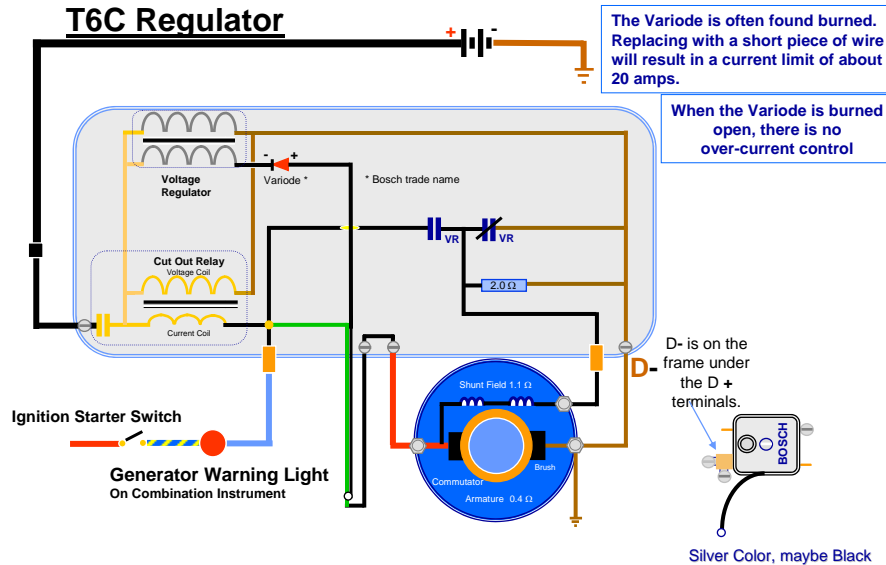 T6C Regulator
The Variode is often found burned.
Replacing with a short piece of wire
will result in a current limit of about
20 amps.
When the Variode is burned
open, there is no
over-current control
+
-
- +
Voltage
Regulator
Variode *
* Bosch trade name
VR
VR
Cut Out Relay
Voltage Coil
2.0 Ω
Current Coil
D-
D- is on the
frame under
the D +
terminals.
Shunt Field 1.1 Ω
Ignition Starter Switch
Generator Warning Light
On Combination Instrument
Commutator
Brush
Armature 0.4 Ω
BOSCH
Silver Color, maybe Black